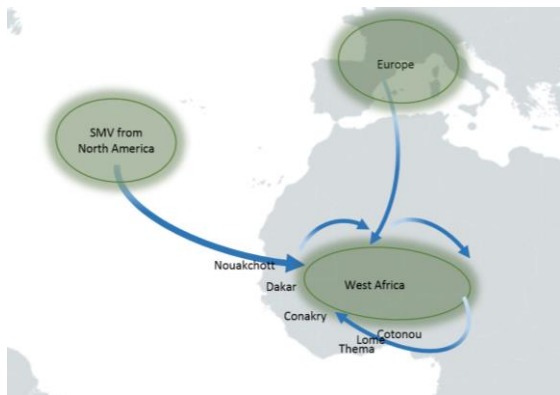 Europe
SMV from
North America
Nouakchott
Dakar
West Africa
Conakry
Cotonou
Lome
Thema